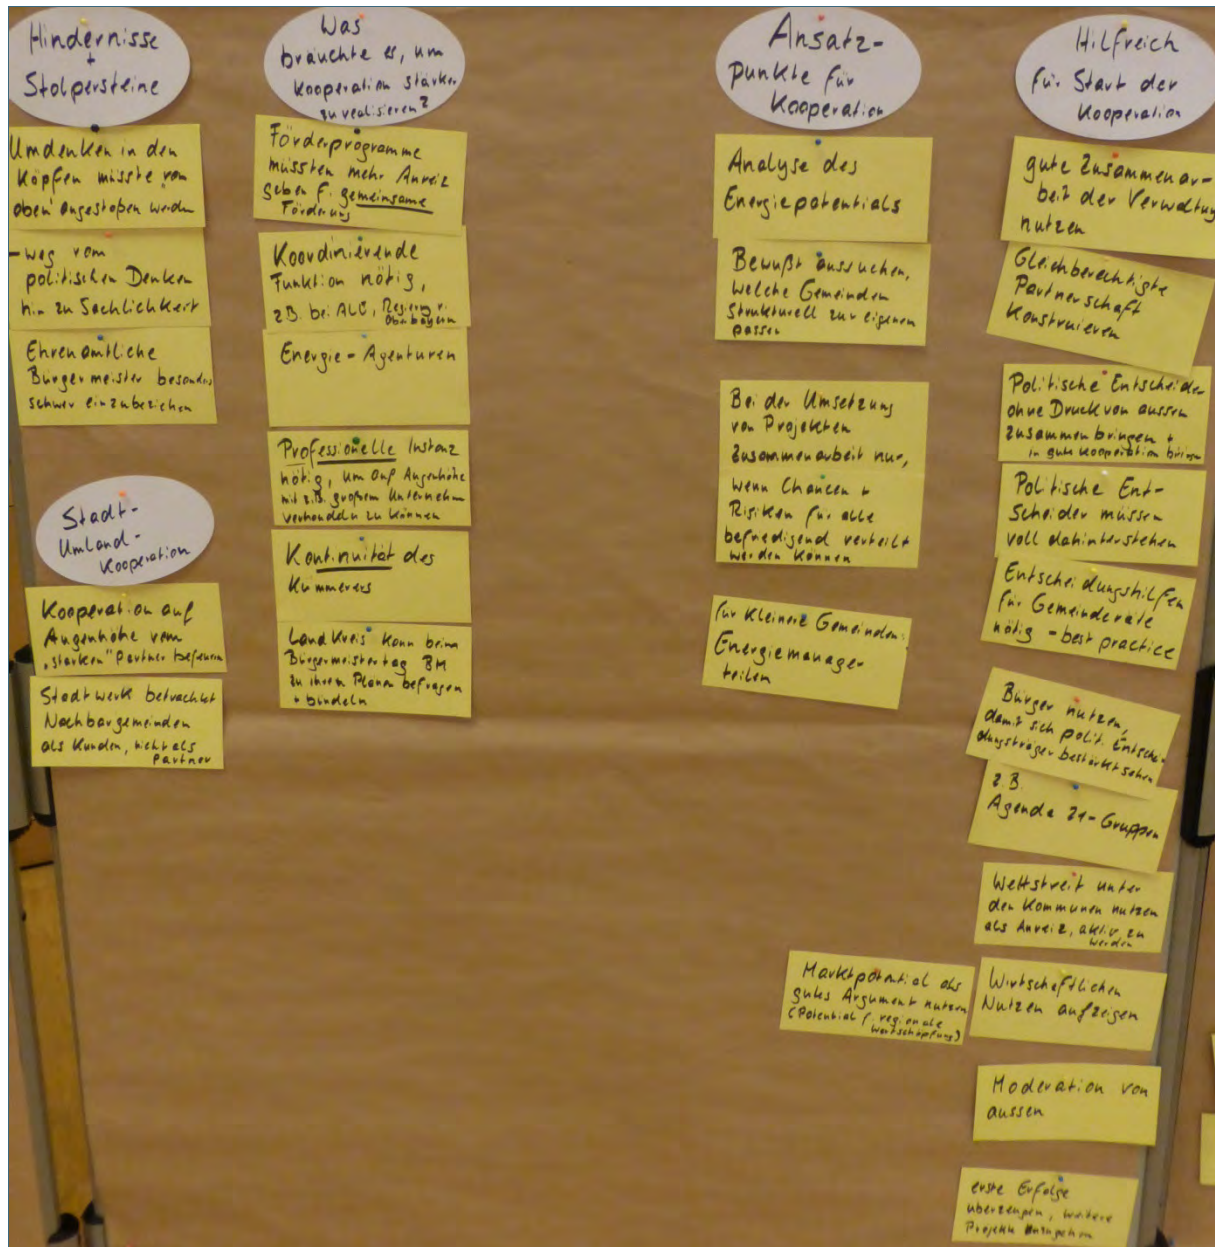 Hindernisse
+
Stolpersteine
Umdenken in den
Köpfen müsste "von
oben" angestoßen werden
- weg vom
politischen Denken
hin zu Sachlichkeit
Ehrenamtliche
Bürgermeister besonders
schwer einzubeziehen
Stadt-
Umland-
Kooperation
Kooperation auf
Augenhöhe vom
"starken" Partner befeuern
Stadtwerk betrachtet
Nachbargemeinden
als Kunden, nicht als
Partner
Was
bräuchte es, um
Kooperation stärker
zu realisieren?
Förderprogramme
müssten mehr Anreiz
geben f. gemeinsame
Förderung
Koordinierende
Funktion nötig,
z.B. bei ALE, Regierung v.
Oberbayern
Energie-Agenturen
Professionelle Instanz
nötig, um auf Augenhöhe
mit z.B. großem Unternehm
verhandeln zu können
Kontinuität des
Kümmerers
Landkreis kann beim
Bürgermeistertag BM
zu ihren Plänen befragen
+ bündeln
Ansatz-
punkte für
Kooperation
Analyse des
Energiepotentials
Bewußt aussuchen,
welche Gemeinden
strukturell zur eigenen
passen
Bei der Umsetzung
von Projekten
Zusammenarbeit nur,
wenn Chancen +
Risiken für alle
befriedigend verteilt
werden können
für kleinere Gemeinden:
Energiemanager
teilen
Marktpotential als
gutes Argument nutzen
(Potential f. regionale
Wertschöpfung)
Hilfreich
für Start der
Kooperation
gute Zusammenar-
beit der Verwaltung
nutzen
Gleichberechtigte
Partnerschaft
Konstruieren
Politische Entscheider
ohne Druck von aussen
zusammenbringen +
in gute Kooperation bringen
Politische Ent-
scheider müssen
voll dahinterstehen
Entscheidungshilfen
für Gemeinderäte
nötig - best practice
Bürger nutzen,
damit sich polit. Entschei-
dungsträger bestärkt sehen
z.B.
Agenda 21-Gruppen
Wettstreit unter
den Kommunen nutzen
als Anreiz, aktiv zu
werden
Wirtschaftlichen
Nutzen aufzeigen
Moderation von
aussen
erste Erfolge
überzeugen, weitere
Projekte